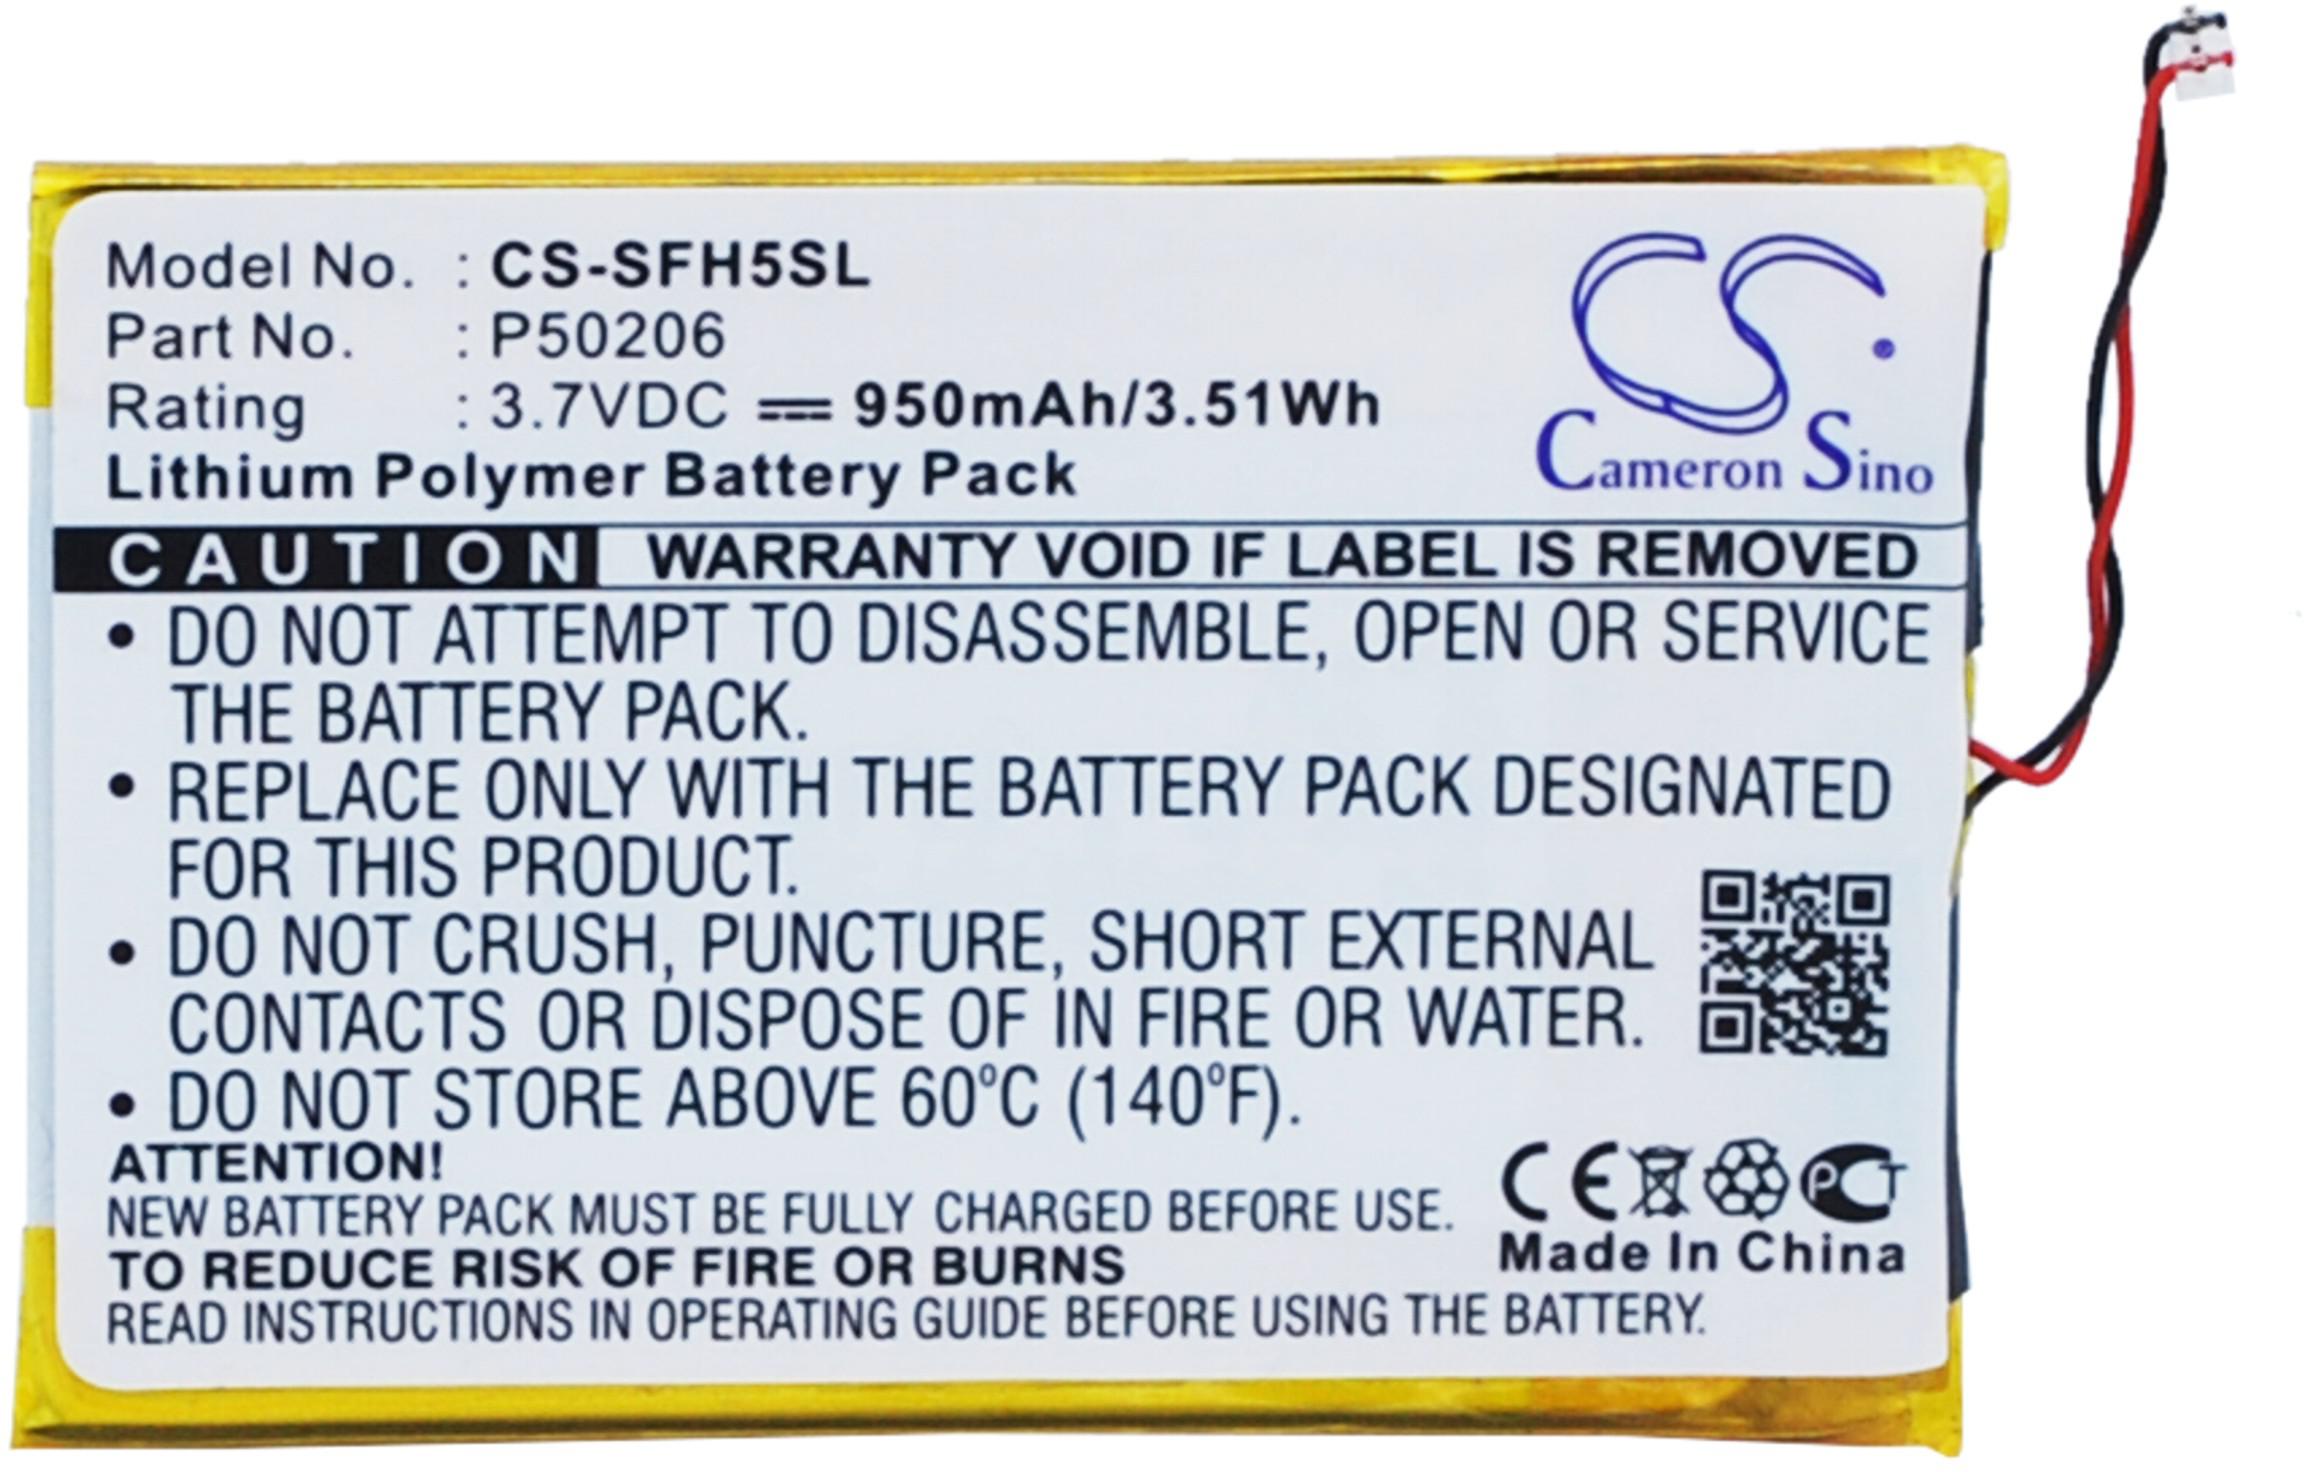 Model No. : CS-SFH5SL
Part No. : P50206
Rating : 3.7VDC ⎓ 950mAh/3.51Wh
Lithium Polymer Battery Pack
CS
Cameron Sino
CAUTION WARRANTY VOID IF LABEL IS REMOVED
• DO NOT ATTEMPT TO DISASSEMBLE, OPEN OR SERVICE
THE BATTERY PACK.
• REPLACE ONLY WITH THE BATTERY PACK DESIGNATED
FOR THIS PRODUCT.
• DO NOT CRUSH, PUNCTURE, SHORT EXTERNAL
CONTACTS OR DISPOSE OF IN FIRE OR WATER.
• DO NOT STORE ABOVE 60°C (140°F).
ATTENTION!
NEW BATTERY PACK MUST BE FULLY CHARGED BEFORE USE.
TO REDUCE RISK OF FIRE OR BURNS
READ INSTRUCTIONS IN OPERATING GUIDE BEFORE USING THE BATTERY.
CE PCT
Made In China